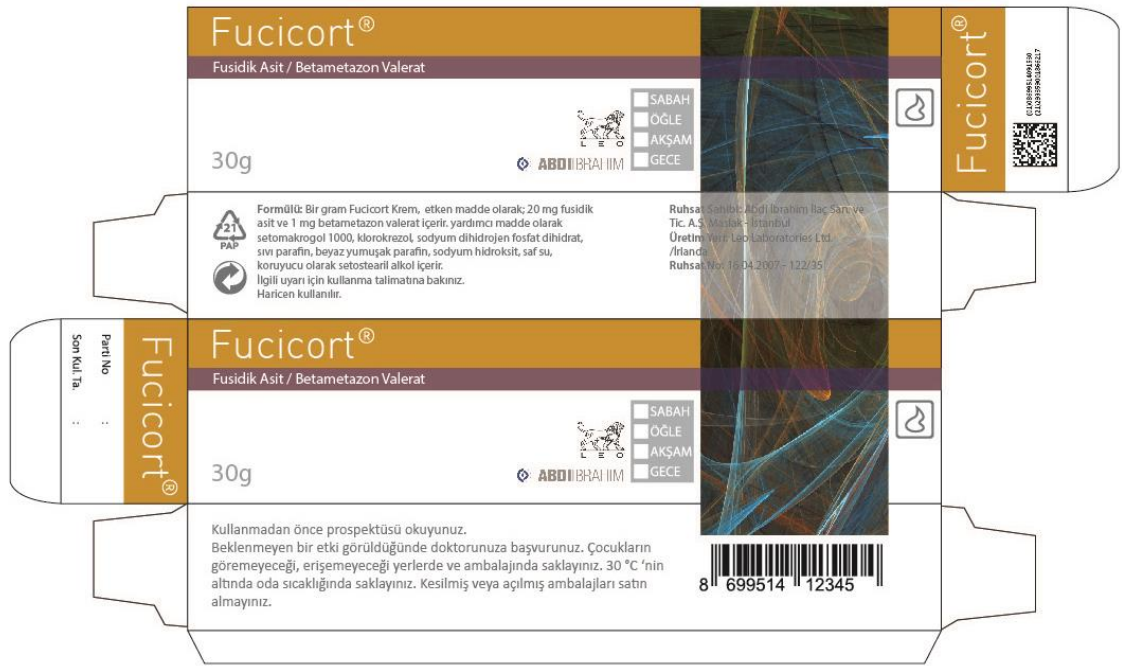 Fucicort®
Fusidik Asit / Betametazon Valerat
SABAH
ÖĞLE
AKŞAM
GECE
LEO
30g
ABDI IBRAHIM
Fucicort®
Formülü: Bir gram Fucicort Krem, etken madde olarak; 20 mg fusidik
asit ve 1 mg betametazon valerat içerir. yardımcı madde olarak
setomakrogol 1000, klorokrezol, sodyum dihidrojen fosfat dihidrat,
sıvı parafin, beyaz yumuşak parafin, sodyum hidroksit, saf su,
koruyucu olarak setostearil alkol içerir.
İlgili uyarı için kullanma talimatına bakınız.
Haricen kullanılır.
21
PAP
Ruhsat Sahibi: Abdi İbrahim İlaç San. ve
Tic. A.Ş. Maslak - İstanbul
Üretim Yeri: Leo Laboratories Ltd.
/İrlanda
Ruhsat No: 16.04.2007 - 122/35
Parti No :
Son Kul. Ta. :
Fucicort®
Fucicort®
Fusidik Asit / Betametazon Valerat
SABAH
ÖĞLE
AKŞAM
GECE
LEO
30g
ABDI IBRAHIM
Kullanmadan önce prospektüsü okuyunuz.
Beklenmeyen bir etki görüldüğünde doktorunuza başvurunuz. Çocukların
göremeyeceği, erişemeyeceği yerlerde ve ambalajında saklayınız. 30 °C ‘nin
altında oda sıcaklığında saklayınız. Kesilmiş veya açılmış ambalajları satın
almayınız.
8 699514 12345